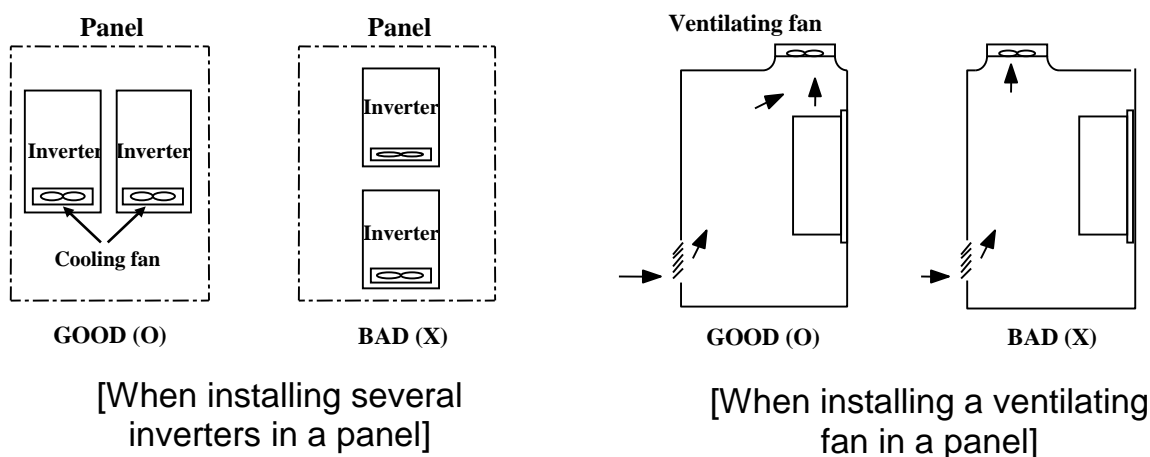 Panel
Inverter
Inverter
Cooling fan
GOOD (O)
Panel
Inverter
Inverter
BAD (X)
[When installing several
inverters in a panel]
Ventilating fan
GOOD (O)
BAD (X)
[When installing a ventilating
fan in a panel]